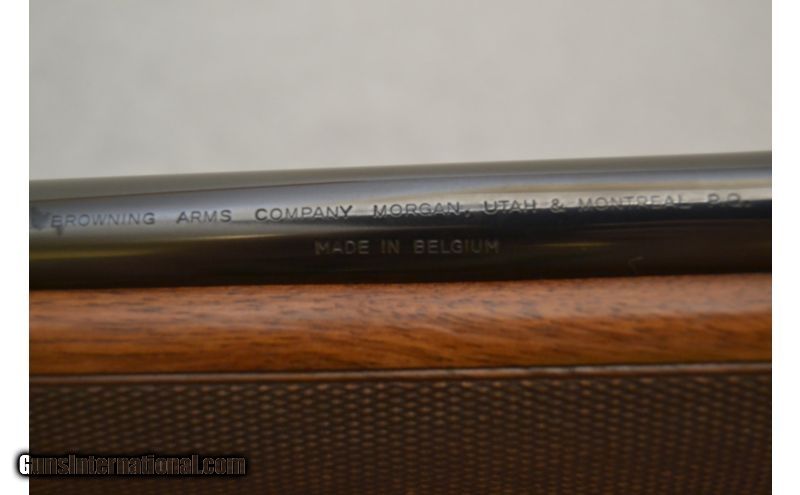 BROWNING ARMS COMPANY MORGAN, UTAH & MONTREAL P.Q.
MADE IN BELGIUM
GunsInternational.com